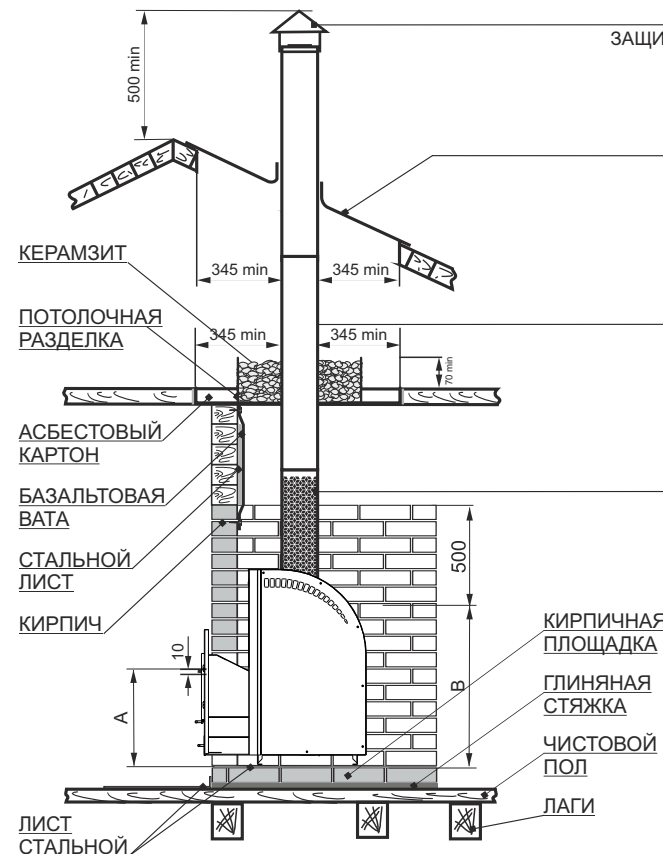 500 min
ЗАЩИ
345 min
345 min
КЕРАМЗИТ
ПОТОЛОЧНАЯ
РАЗДЕЛКА
345 min
345 min
70 min
АСБЕСТОВЫЙ
КАРТОН
БАЗАЛЬТОВАЯ
ВАТА
СТАЛЬНОЙ
ЛИСТ
КИРПИЧ
500
10
A
B
КИРПИЧНАЯ
ПЛОЩАДКА
ГЛИНЯНАЯ
СТЯЖКА
ЧИСТОВОЙ
ПОЛ
ЛАГИ
ЛИСТ
СТАЛЬНОЙ